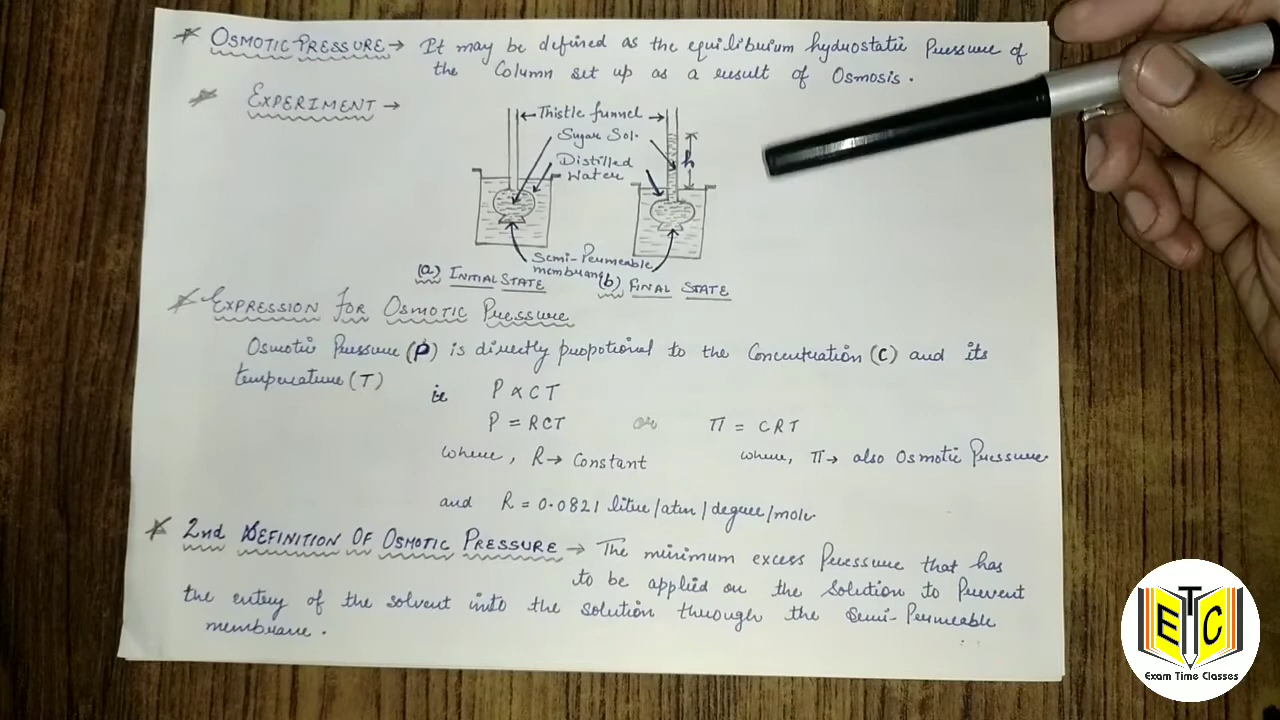 * OSMOTIC PRESSURE → It may be defined as the equilibrium hydrostatic Pressure of
the Column set up as a result of Osmosis.
* EXPERIMENT →
← Thistle funnel →
Sugar Sol.
Distilled
Water
h
Semi-Permeable
membrane
(a) INITIAL STATE
(b) FINAL STATE
* EXPRESSION FOR OSMOTIC PRESSURE
Osmotic Pressure (P) is directly propotional to the Concentration (C) and its
temperature (T)
ie P ∝ CT
P = RCT or π = CRT
where, R → Constant where, π → also Osmotic Pressure
and R = 0.0821 litre/atm/degree/mole
* 2nd DEFINITION OF OSMOTIC PRESSURE → The minimum excess Pressure that has
to be applied on the solution to Prevent
the entry of the solvent into the solution through the Semi-Permeable
membrane.
ETC
Exam Time Classes